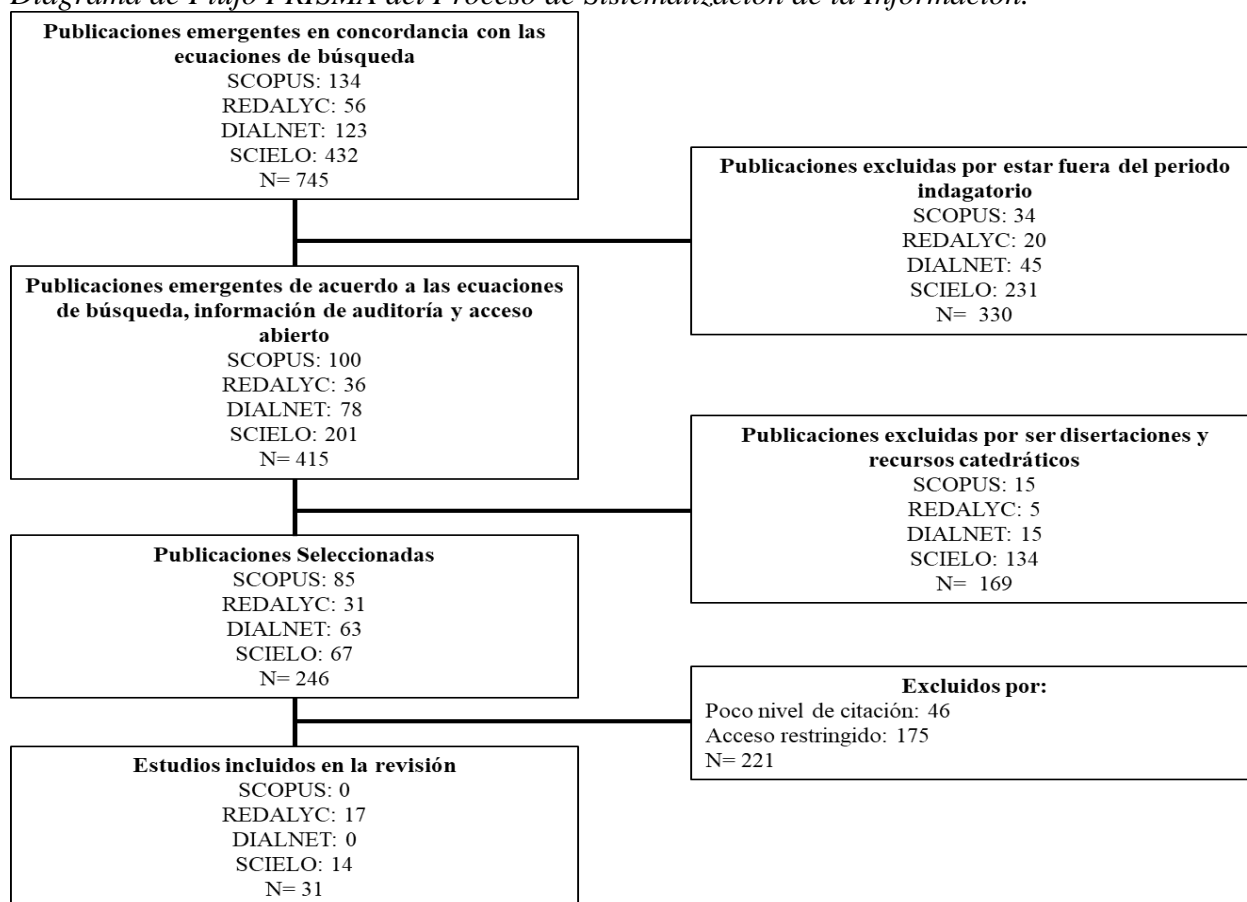 Diagrama de Flujo PRISMA del Proceso de Sistematización de la Información.
Publicaciones emergentes en concordancia con las
ecuaciones de búsqueda
SCOPUS: 134
REDALYC: 56
DIALNET: 123
SCIELO: 432
N= 745
Publicaciones excluidas por estar fuera del periodo
indagatorio
SCOPUS: 34
REDALYC: 20
DIALNET: 45
SCIELO: 231
N= 330
Publicaciones emergentes de acuerdo a las ecuaciones
de búsqueda, información de auditoría y acceso
abierto
SCOPUS: 100
REDALYC: 36
DIALNET: 78
SCIELO: 201
N= 415
Publicaciones excluidas por ser disertaciones y
recursos catedráticos
SCOPUS: 15
REDALYC: 5
DIALNET: 15
SCIELO: 134
N= 169
Publicaciones Seleccionadas
SCOPUS: 85
REDALYC: 31
DIALNET: 63
SCIELO: 67
N= 246
Excluidos por:
Poco nivel de citación: 46
Acceso restringido: 175
N= 221
Estudios incluidos en la revisión
SCOPUS: 0
REDALYC: 17
DIALNET: 0
SCIELO: 14
N= 31